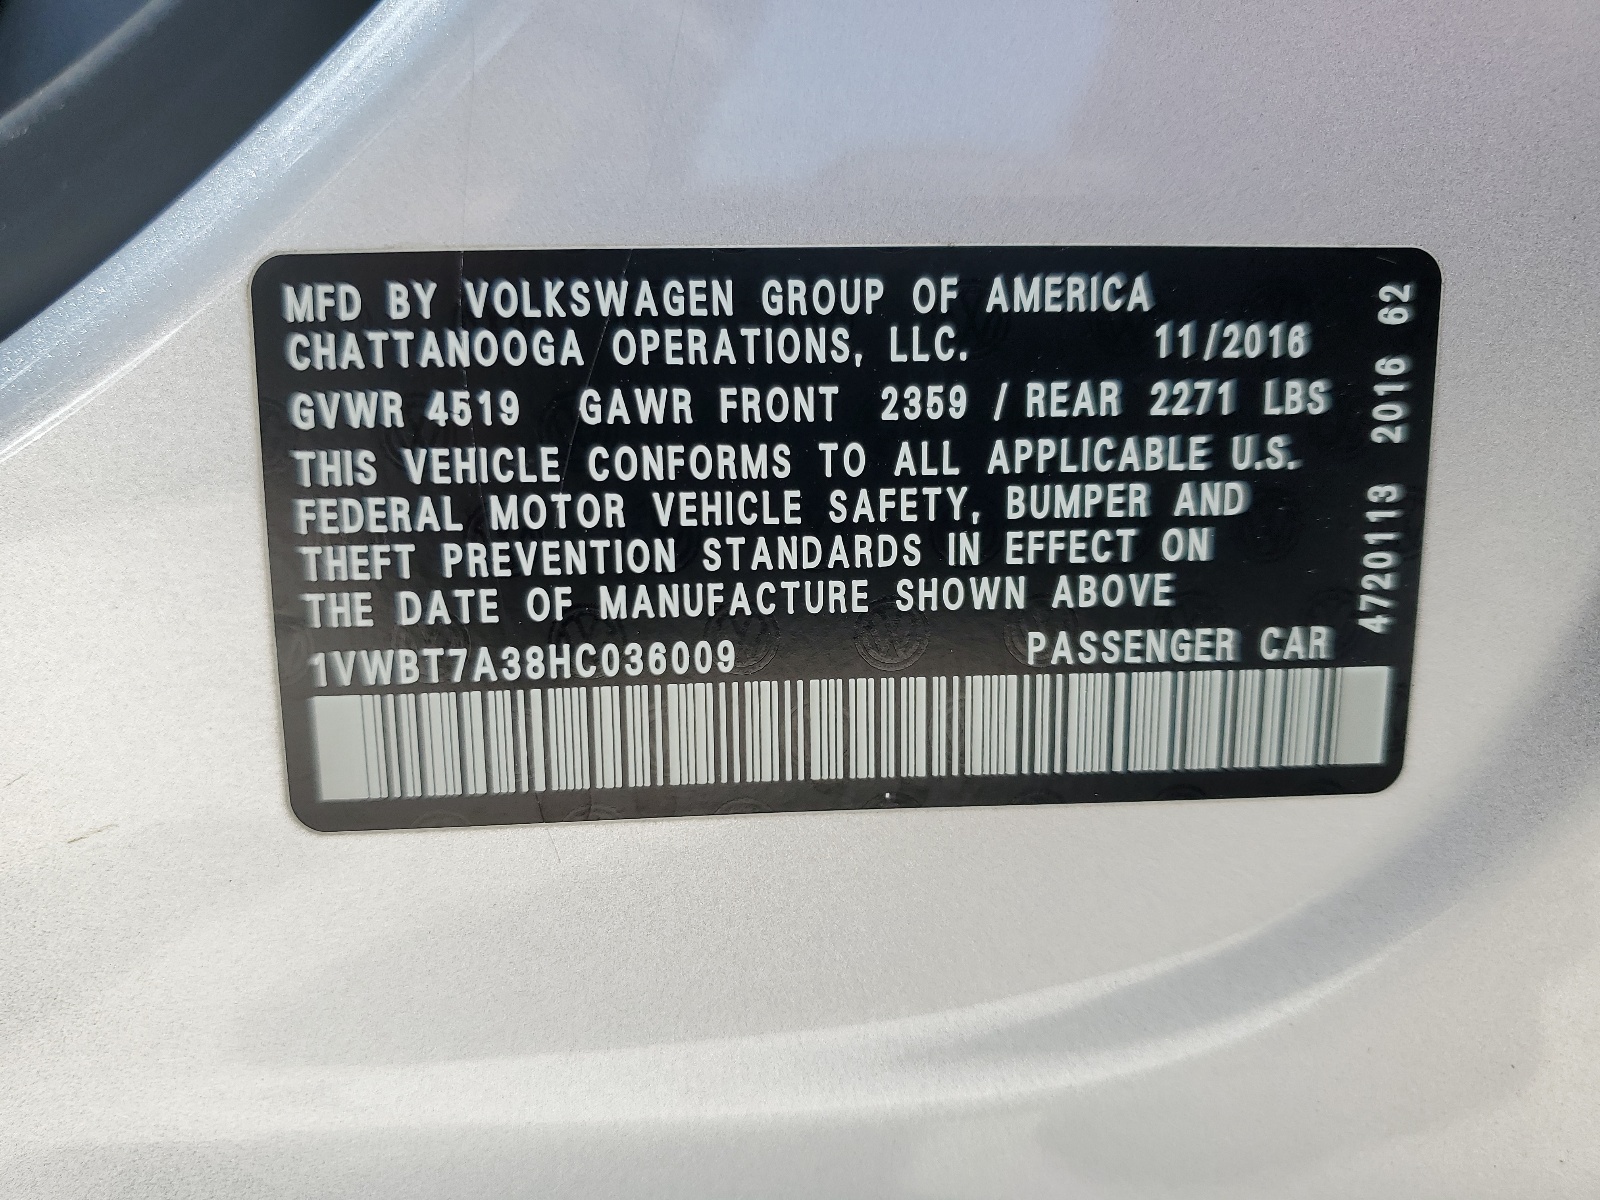 MFD BY VOLKSWAGEN GROUP OF AMERICA
CHATTANOOGA OPERATIONS, LLC. 11/2016
GVWR 4519 GAWR FRONT 2359 / REAR 2271 LBS
THIS VEHICLE CONFORMS TO ALL APPLICABLE U.S.
FEDERAL MOTOR VEHICLE SAFETY, BUMPER AND
THEFT PREVENTION STANDARDS IN EFFECT ON
THE DATE OF MANUFACTURE SHOWN ABOVE
1VWBT7A38HC036009 PASSENGER CAR
4720113 2016 62